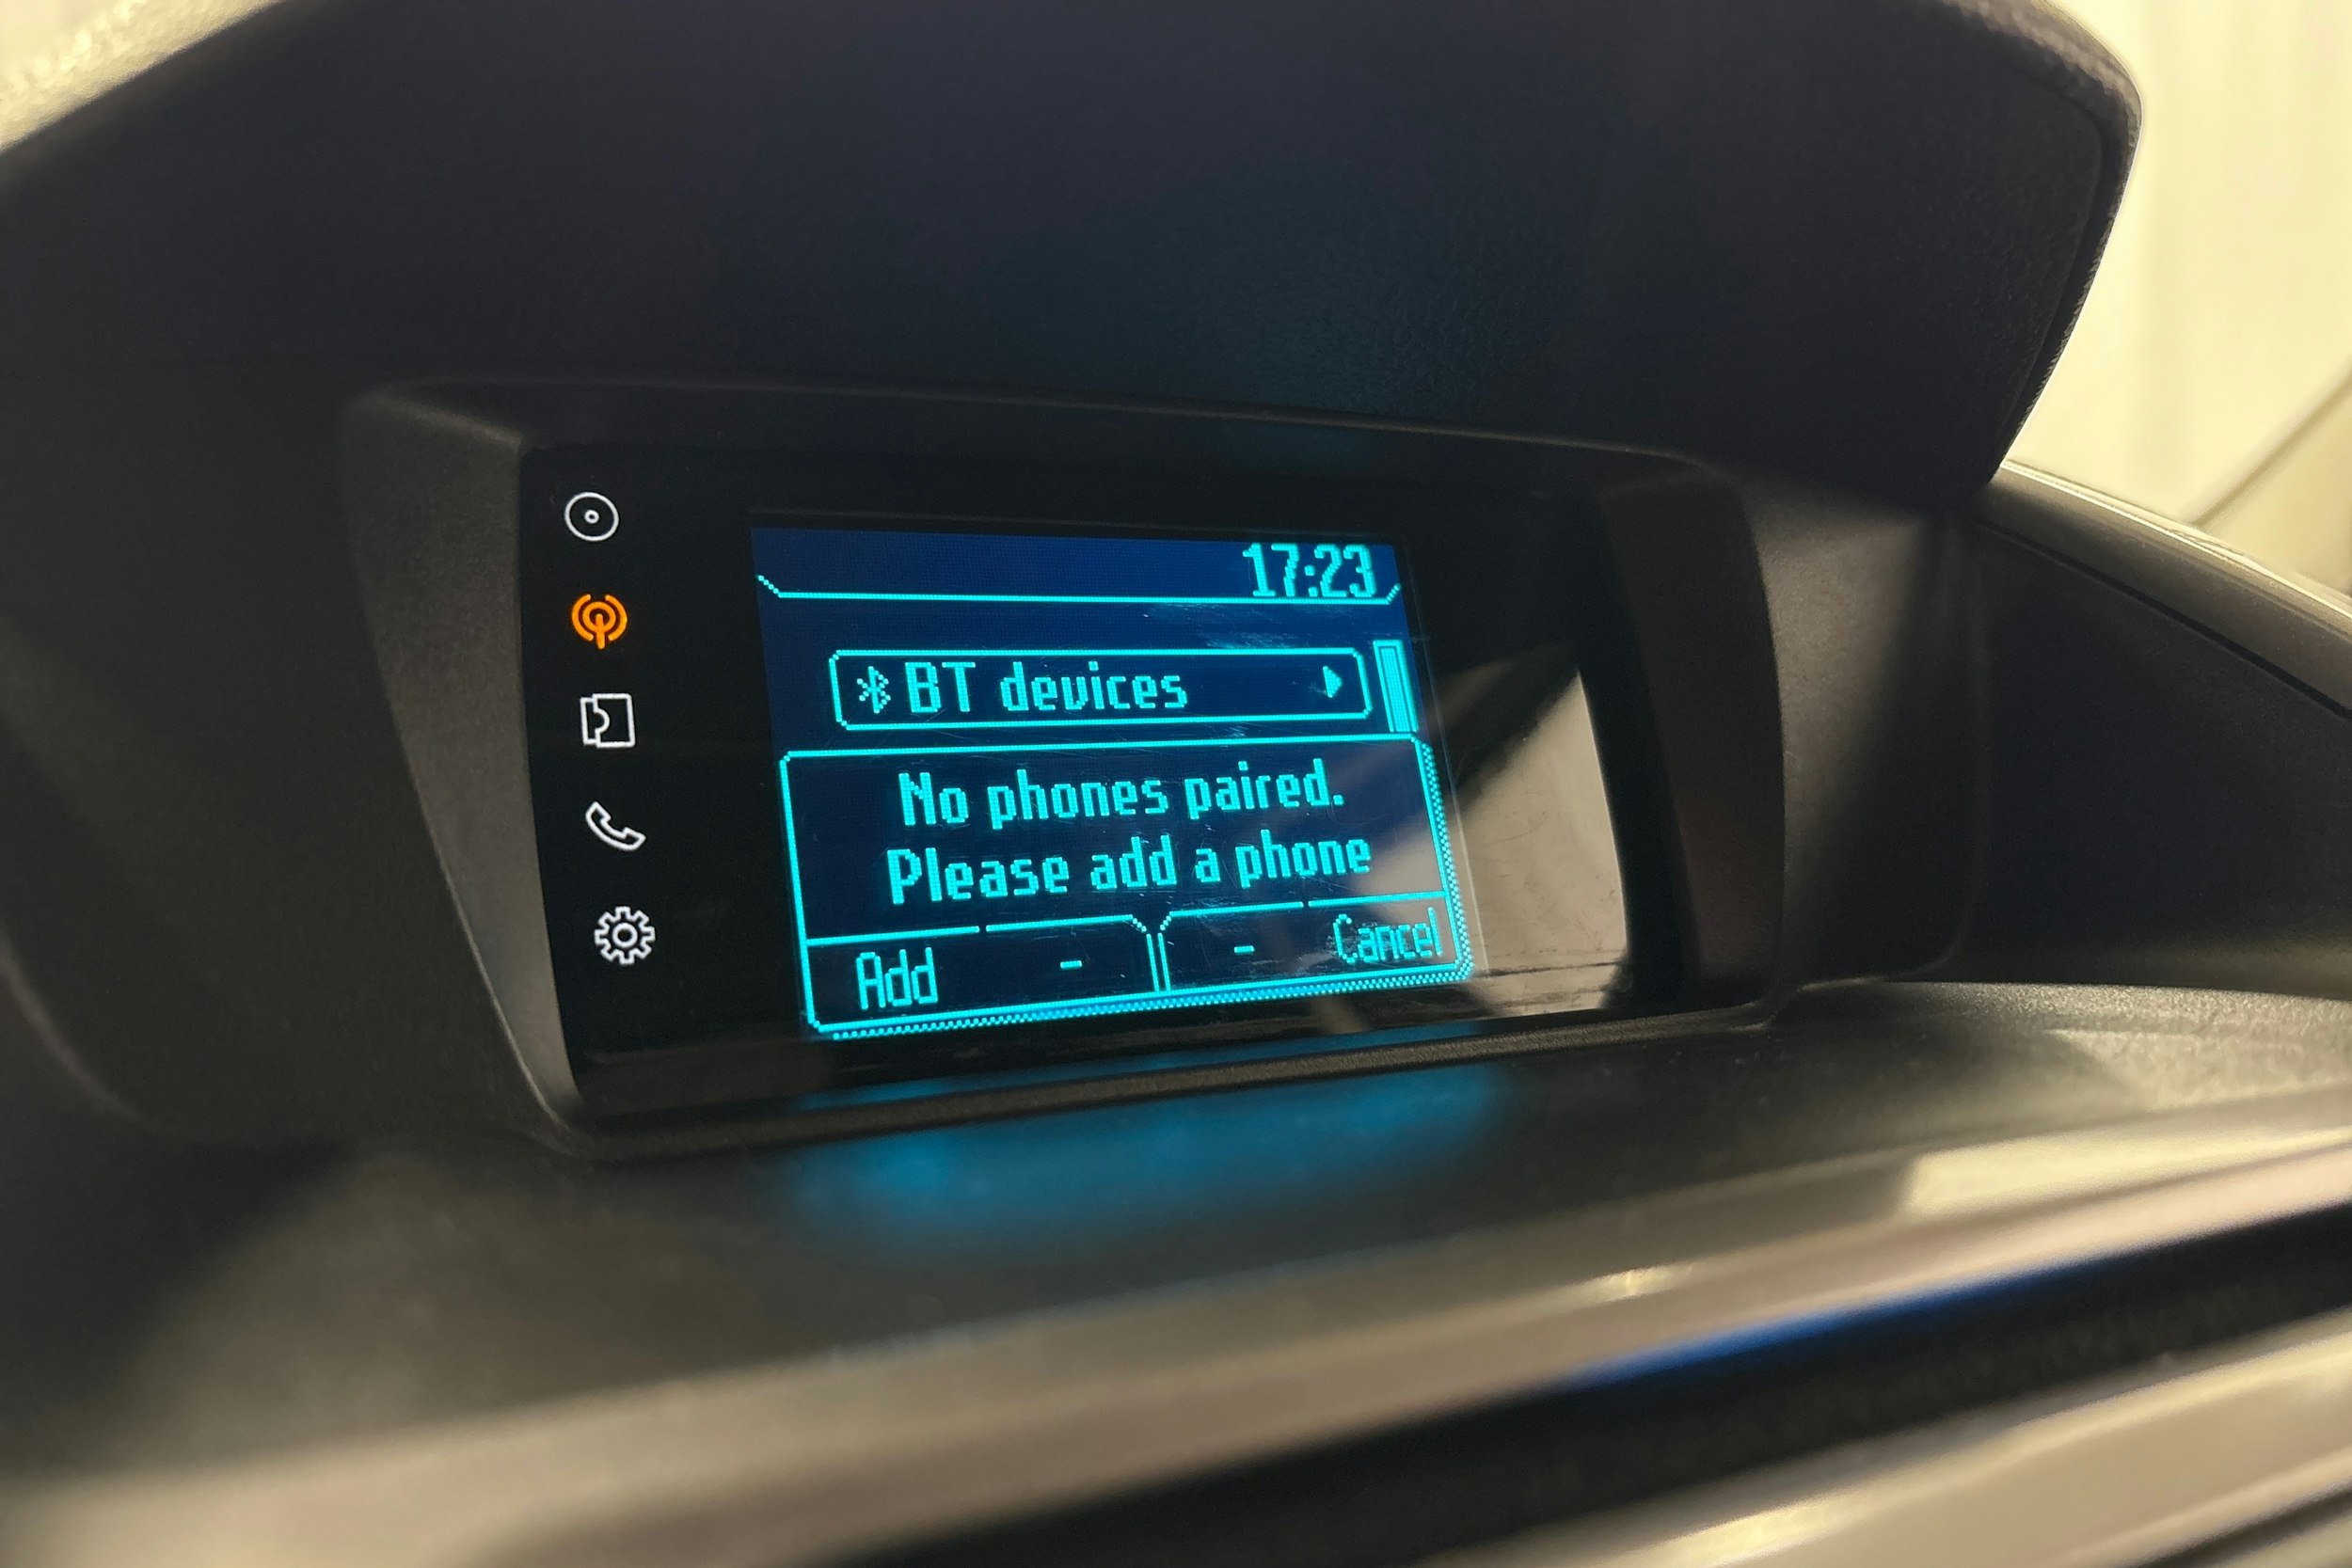 17:23
BT devices
No phones paired.
Please add a phone
Add - - Cancel